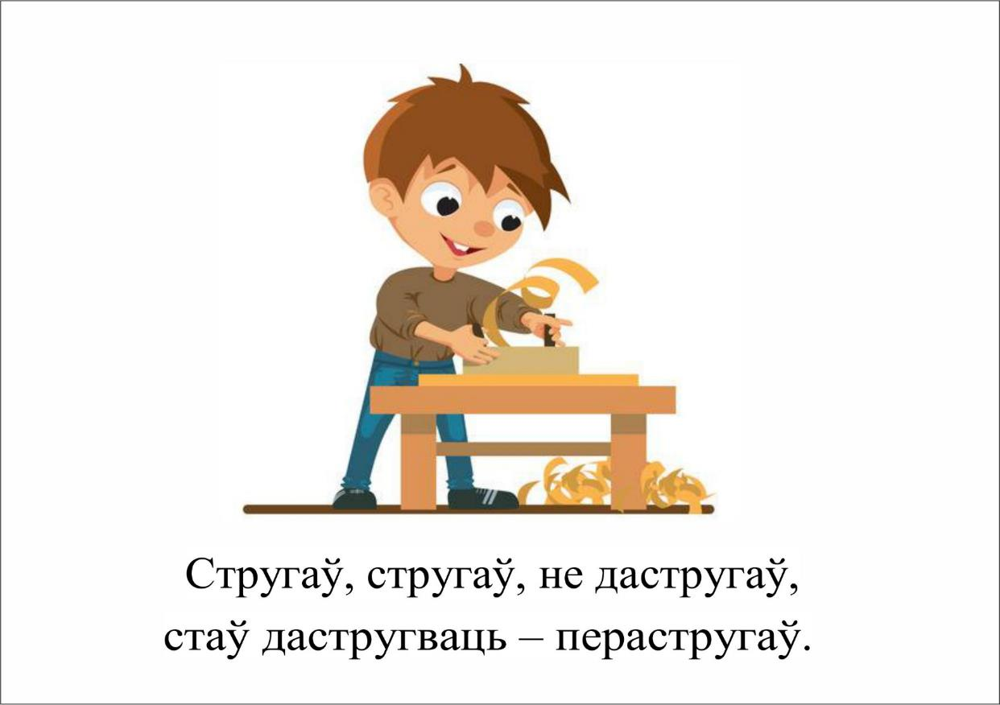 Стругаў, стругаў, не дастругаў,
стаў дастругваць – перастругаў.